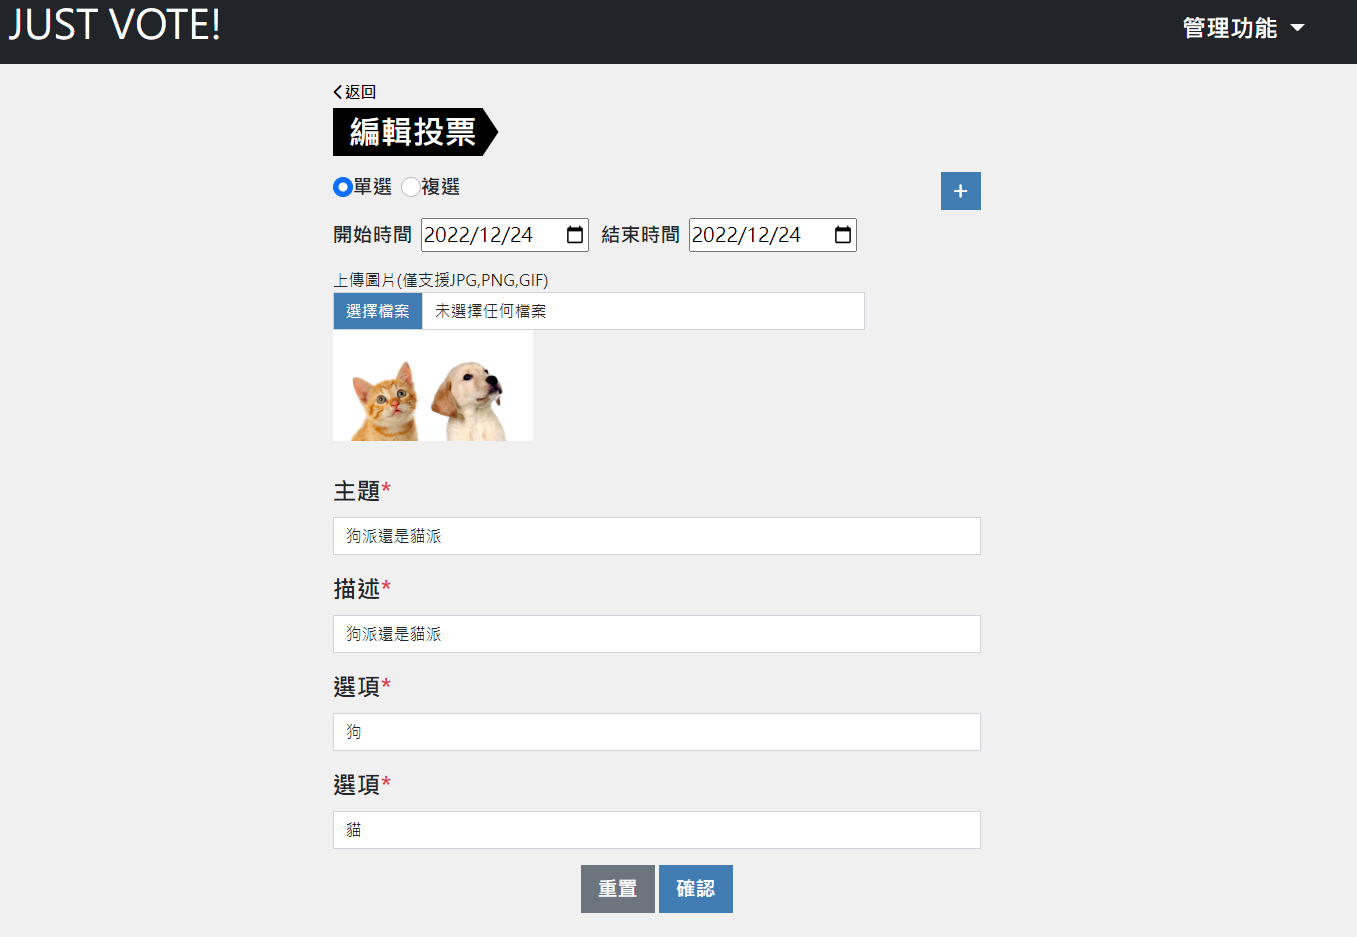 JUST VOTE!
管理功能
返回
編輯投票
單選 複選
+
開始時間 2022/12/24 結束時間 2022/12/24
上傳圖片(僅支援JPG,PNG,GIF)
選擇檔案 未選擇任何檔案
主題*
狗派還是貓派
描述*
狗派還是貓派
選項*
狗
選項*
貓
重置 確認